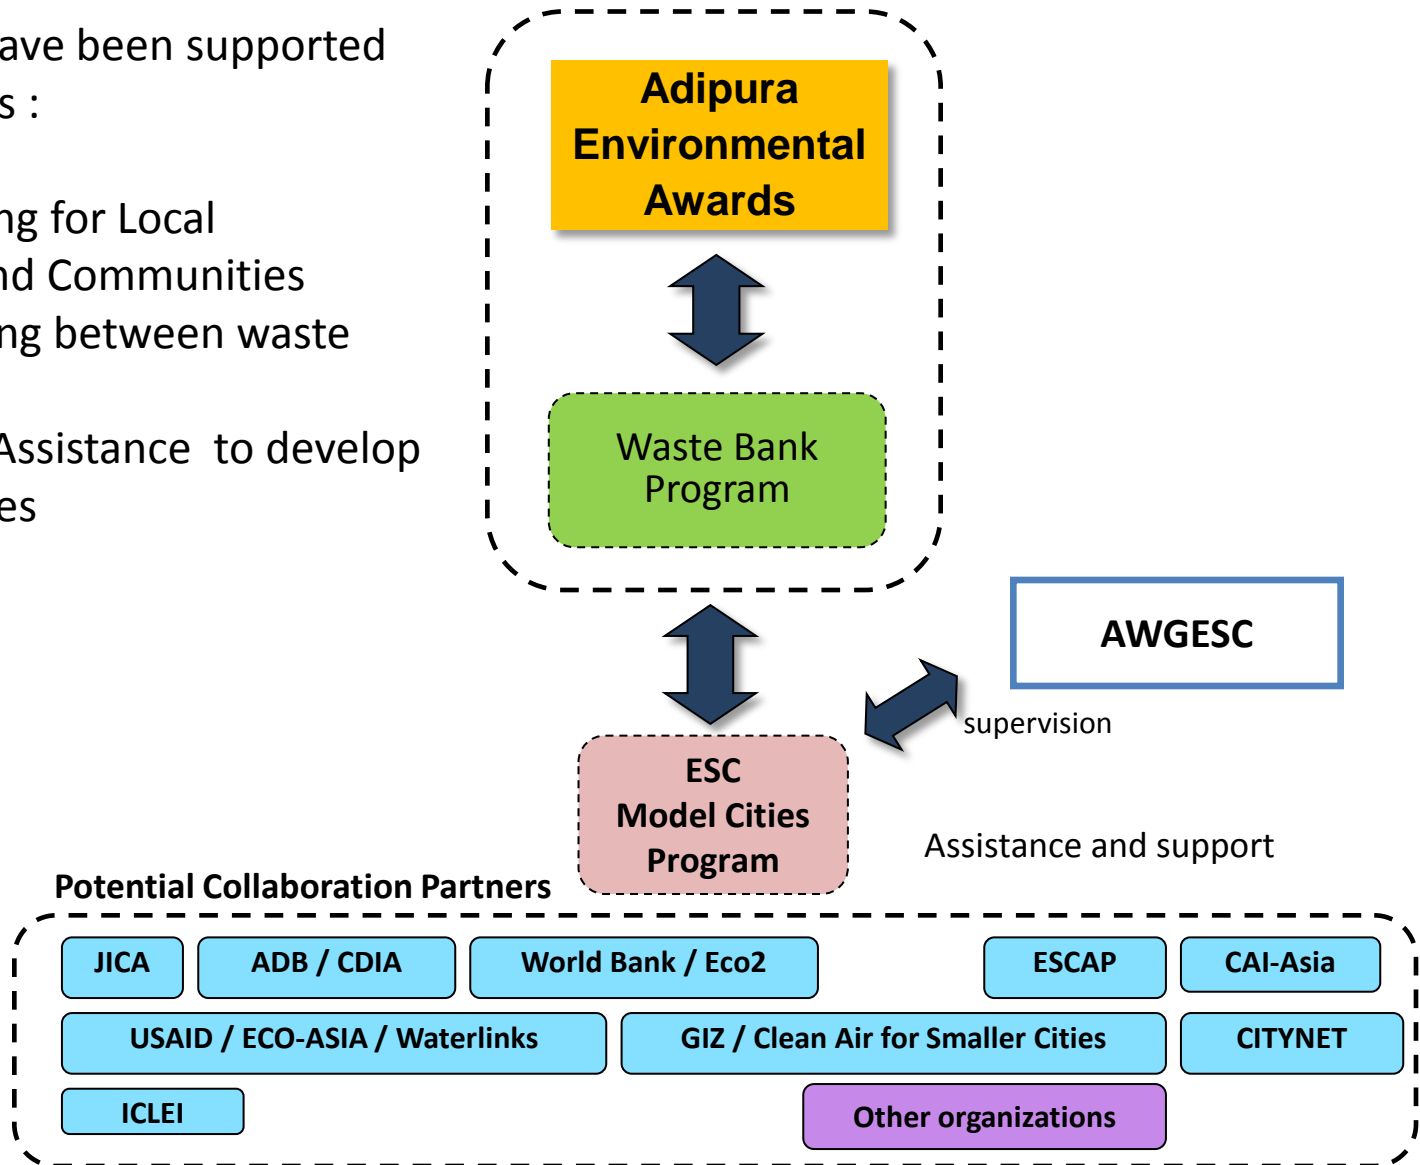 ave been supported
s :
ng for Local
nd Communities
ng between waste
Assistance  to develop
es
Adipura
Environmental
Awards
Waste Bank
Program
AWGESC
supervision
ESC
Model Cities
Program
Assistance and support
Potential Collaboration Partners
JICA
ADB / CDIA
World Bank / Eco2
ESCAP
CAI-Asia
USAID / ECO-ASIA / Waterlinks
GIZ / Clean Air for Smaller Cities
CITYNET
ICLEI
Other organizations